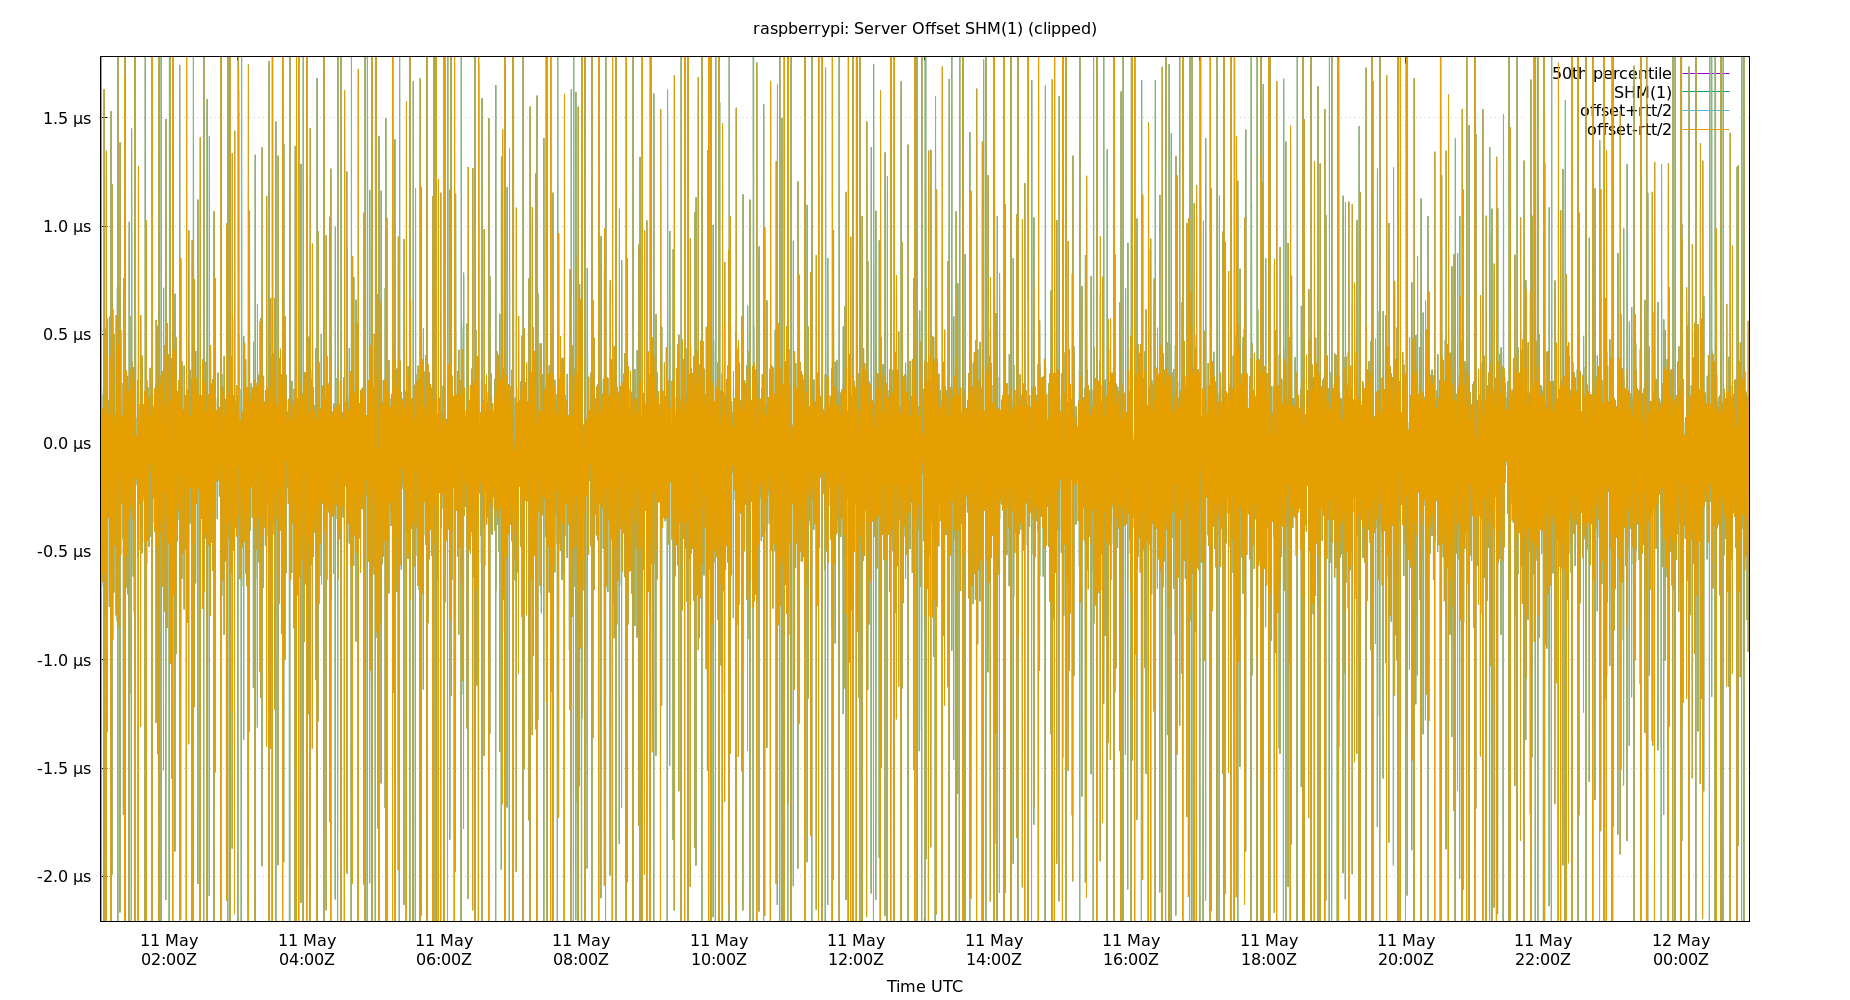 raspberrypi: Server Offset SHM(1) (clipped)
50th percentile
SHM(1)
offset+rtt/2
offset-rtt/2
1.5 µs
1.0 µs
0.5 µs
0.0 µs
-0.5 µs
-1.0 µs
-1.5 µs
-2.0 µs
11 May 11 May 11 May 11 May 11 May 11 May 11 May 11 May 11 May 11 May 11 May 12 May
02:00Z 04:00Z 06:00Z 08:00Z 10:00Z 12:00Z 14:00Z 16:00Z 18:00Z 20:00Z 22:00Z 00:00Z
Time UTC